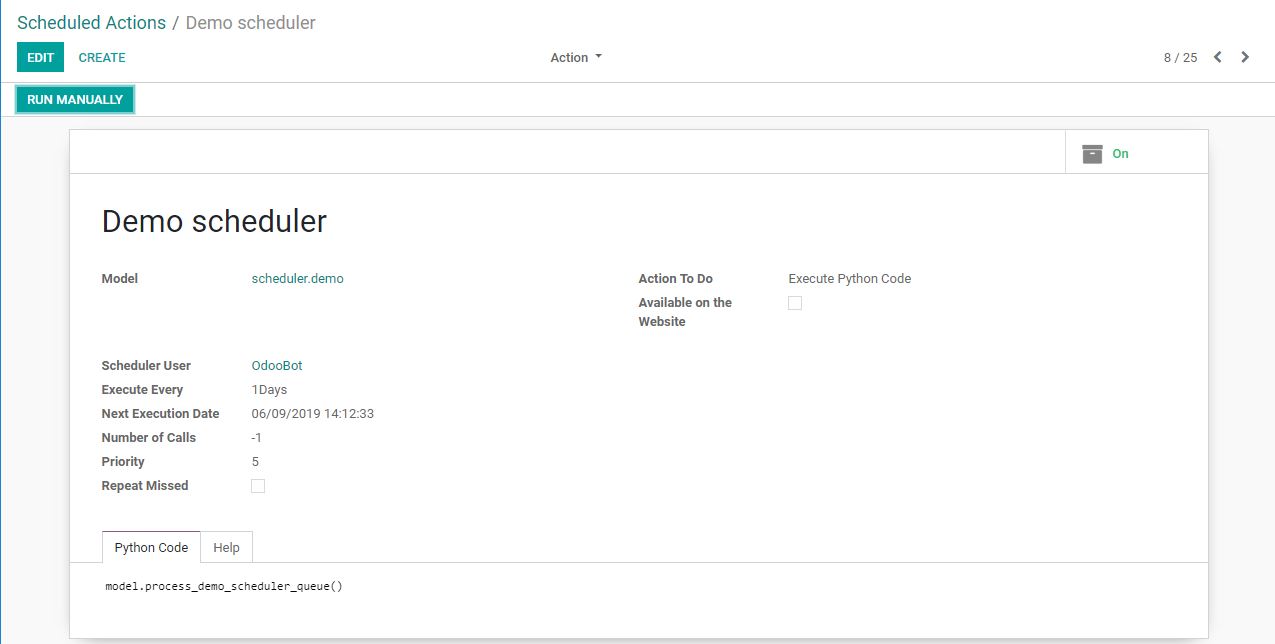 Scheduled Actions / Demo scheduler
EDIT CREATE Action 8 / 25
RUN MANUALLY
On
Demo scheduler
Model scheduler.demo Action To Do Execute Python Code
Available on the
Website
Scheduler User OdooBot
Execute Every 1Days
Next Execution Date 06/09/2019 14:12:33
Number of Calls -1
Priority 5
Repeat Missed
Python Code Help
model.process_demo_scheduler_queue()